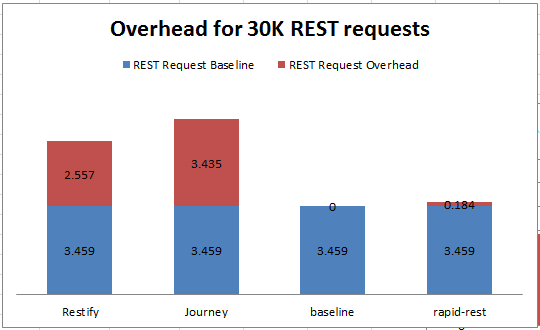 Overhead for 30K REST requests
REST Request Baseline REST Request Overhead
2.557 3.435 0 0.184
3.459 3.459 3.459 3.459
Restify Journey baseline rapid-rest